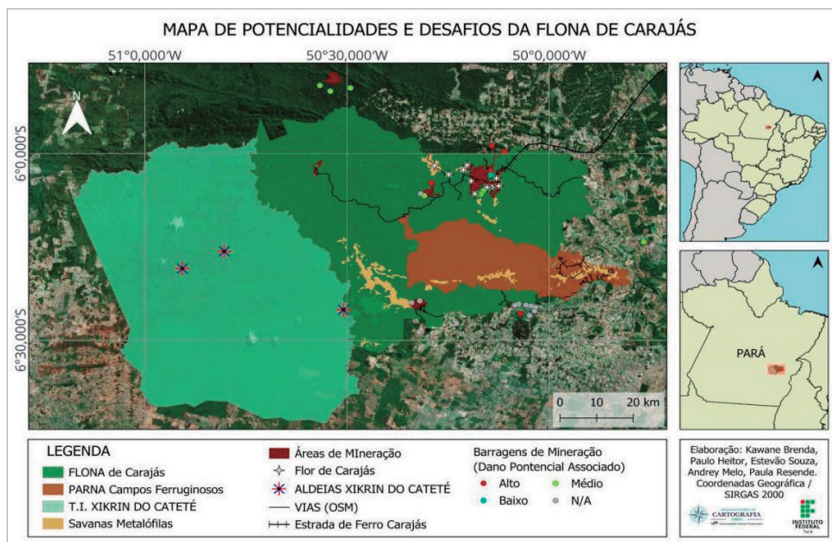 MAPA DE POTENCIALIDADES E DESAFIOS DA FLONA DE CARAJÁS
51°0,000'W
50°30,000'W
50°0,000'W
N
6°0,000'S
6°30,000'S
0 10 20 km
PARÁ
LEGENDA
FLONA de Carajás
PARNA Campos Ferruginosos
T.I. XIKRIN DO CATETÉ
Savanas Metalófilas
Áreas de MIneração
Flor de Carajás
ALDEIAS XIKRIN DO CATETÉ
VIAS (OSM)
Estrada de Ferro Carajás
Barragens de Mineração
(Dano Pontencial Associado)
Alto
Médio
Baixo
N/A
Elaboração: Kawane Brenda,
Paulo Heitor, Estevão Souza,
Andrey Melo, Paula Resende.
Coordenadas Geográfica /
SIRGAS 2000
CARTOGRAFIA
INSTITUTO
FEDERAL
Pará